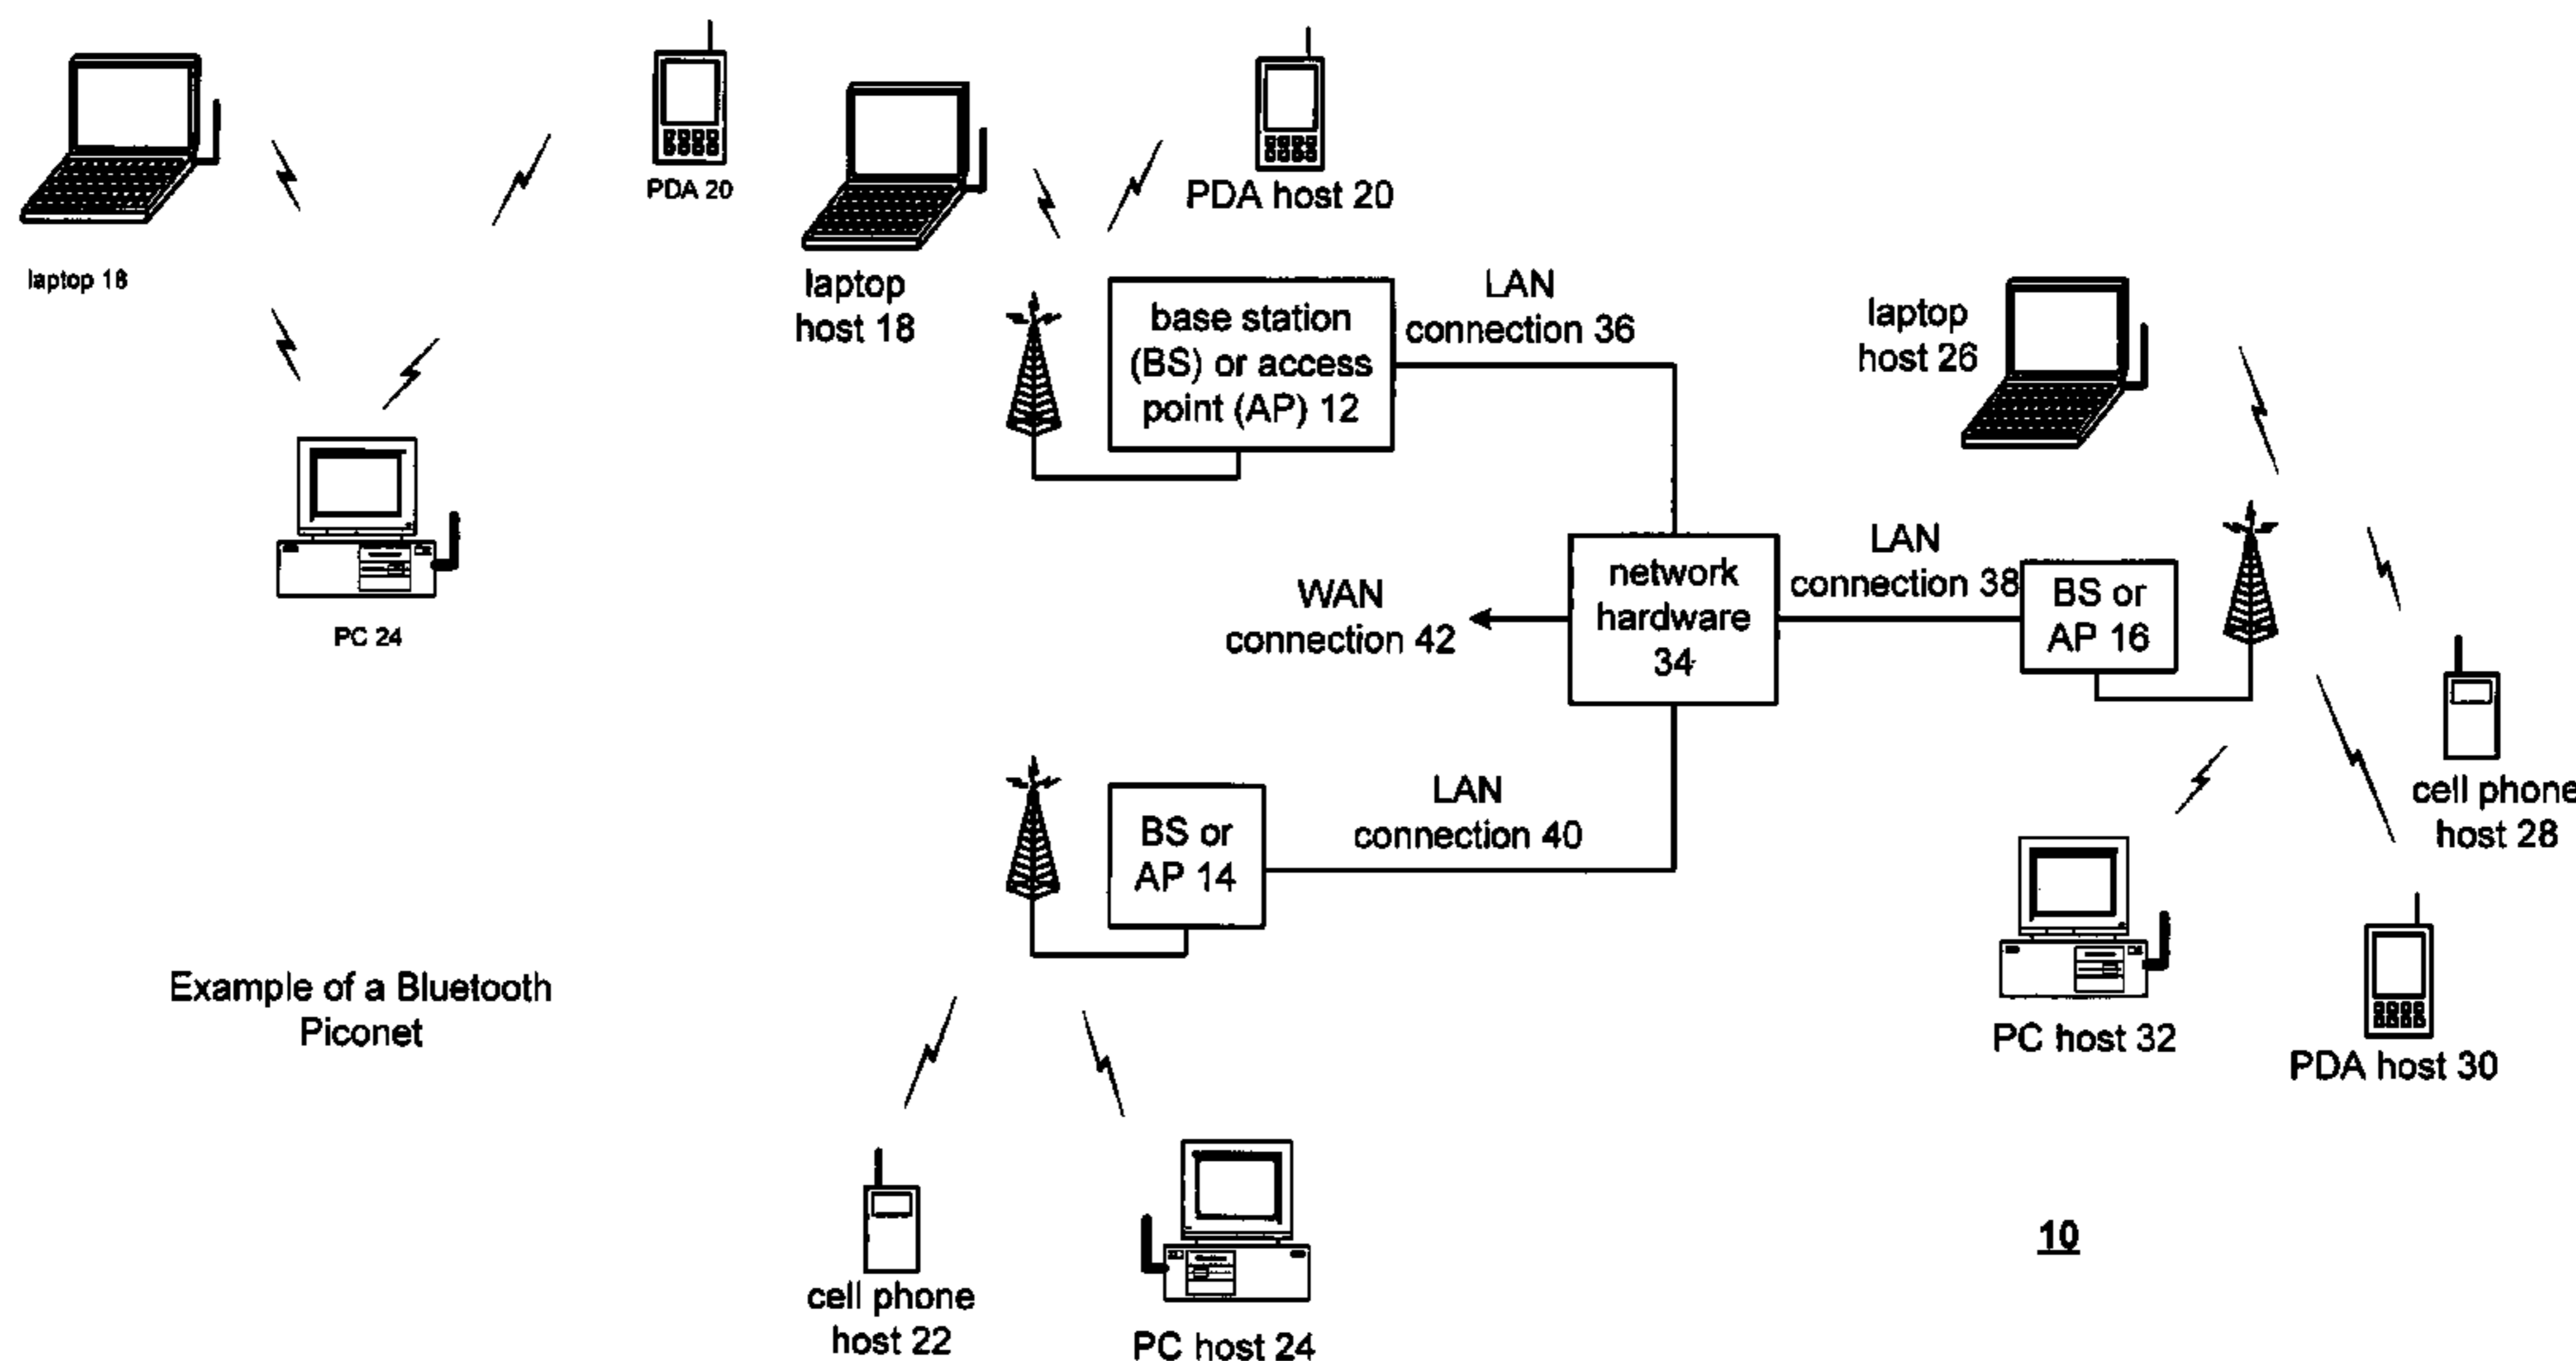 laptop 18
PDA 20
PC 24
Example of a Bluetooth
Piconet
laptop
host 18
PDA host 20
base station
(BS) or access
point (AP) 12
LAN
connection 36
laptop
host 26
network
hardware
34
LAN
connection 38
BS or
AP 16
WAN
connection 42
cell phone
host 28
BS or
AP 14
LAN
connection 40
PC host 32
PDA host 30
cell phone
host 22
PC host 24
10